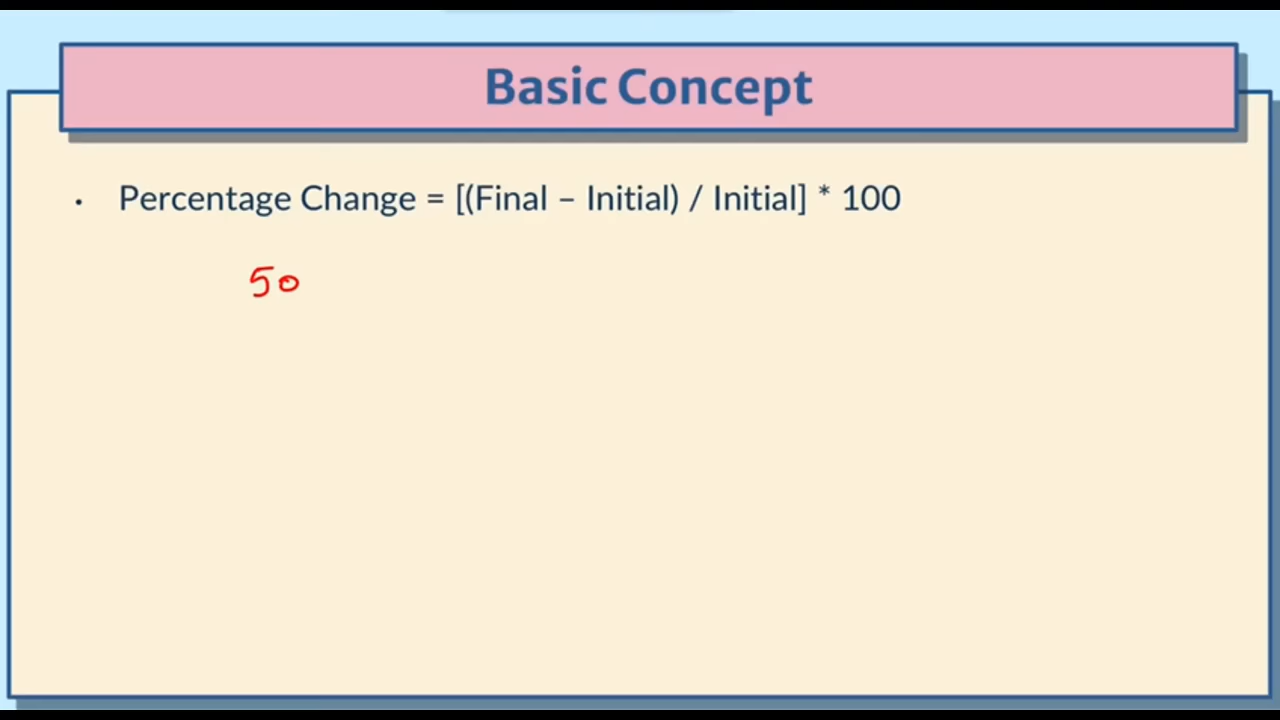 Basic Concept
• Percentage Change = [(Final – Initial) / Initial] * 100
50